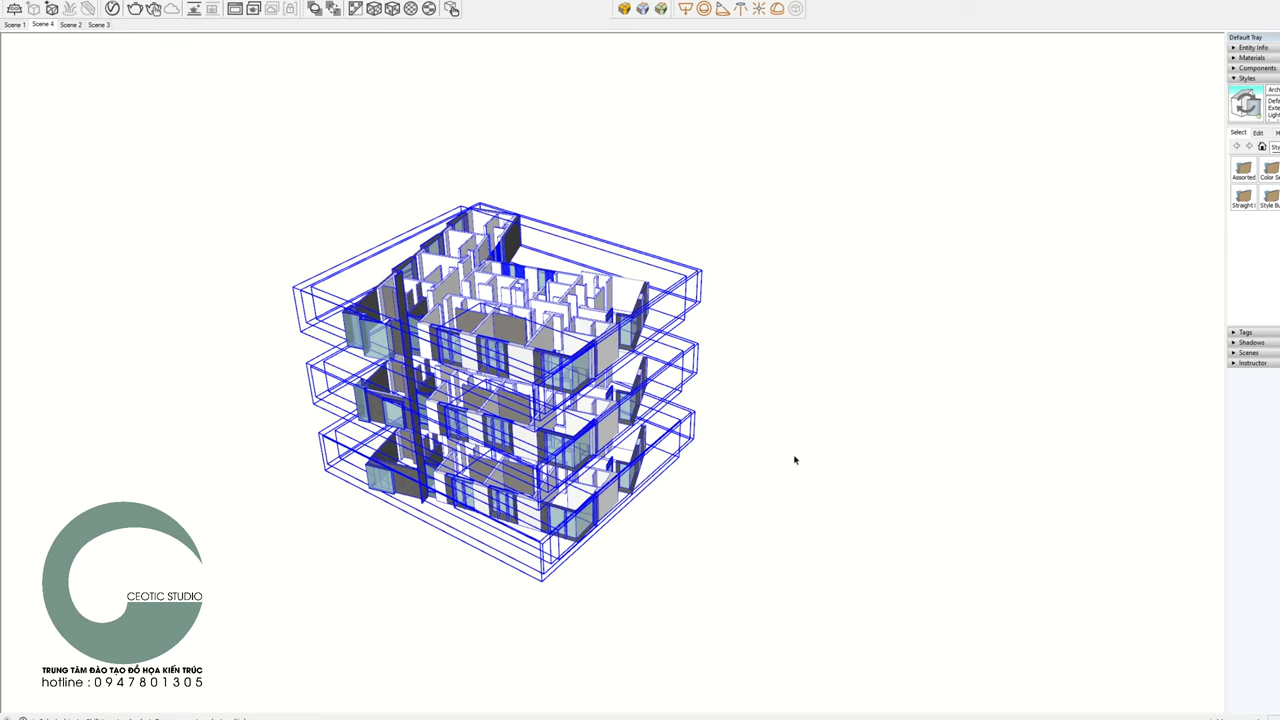 Scene 1 Scene 4 Scene 2 Scene 3
Default Tray
Entity Info
Materials
Components
Styles
Select Edit
Assorted
Tags
Shadows
Scenes
Instructor
CEOTIC STUDIO
TRUNG TÂM ĐÀO TẠO ĐỒ HỌA KIẾN TRÚC
hotline : 0 9 4 7 8 0 1 3 0 5